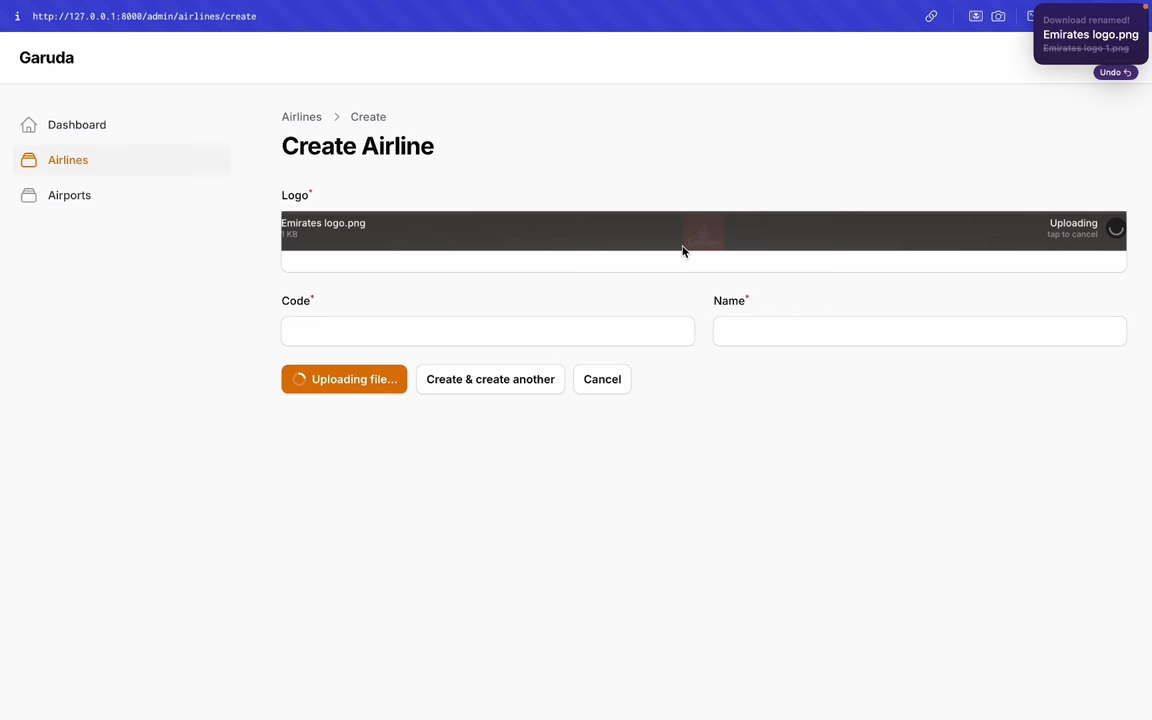 http://127.0.0.1:8000/admin/airlines/create
Download renamed!
Emirates logo.png
Emirates logo 1.png
Undo
Garuda
Dashboard
Airlines
Airports
Airlines > Create
Create Airline
Logo*
Emirates logo.png
1 KB
Uploading
tap to cancel
Code*
Name*
Uploading file...
Create & create another
Cancel